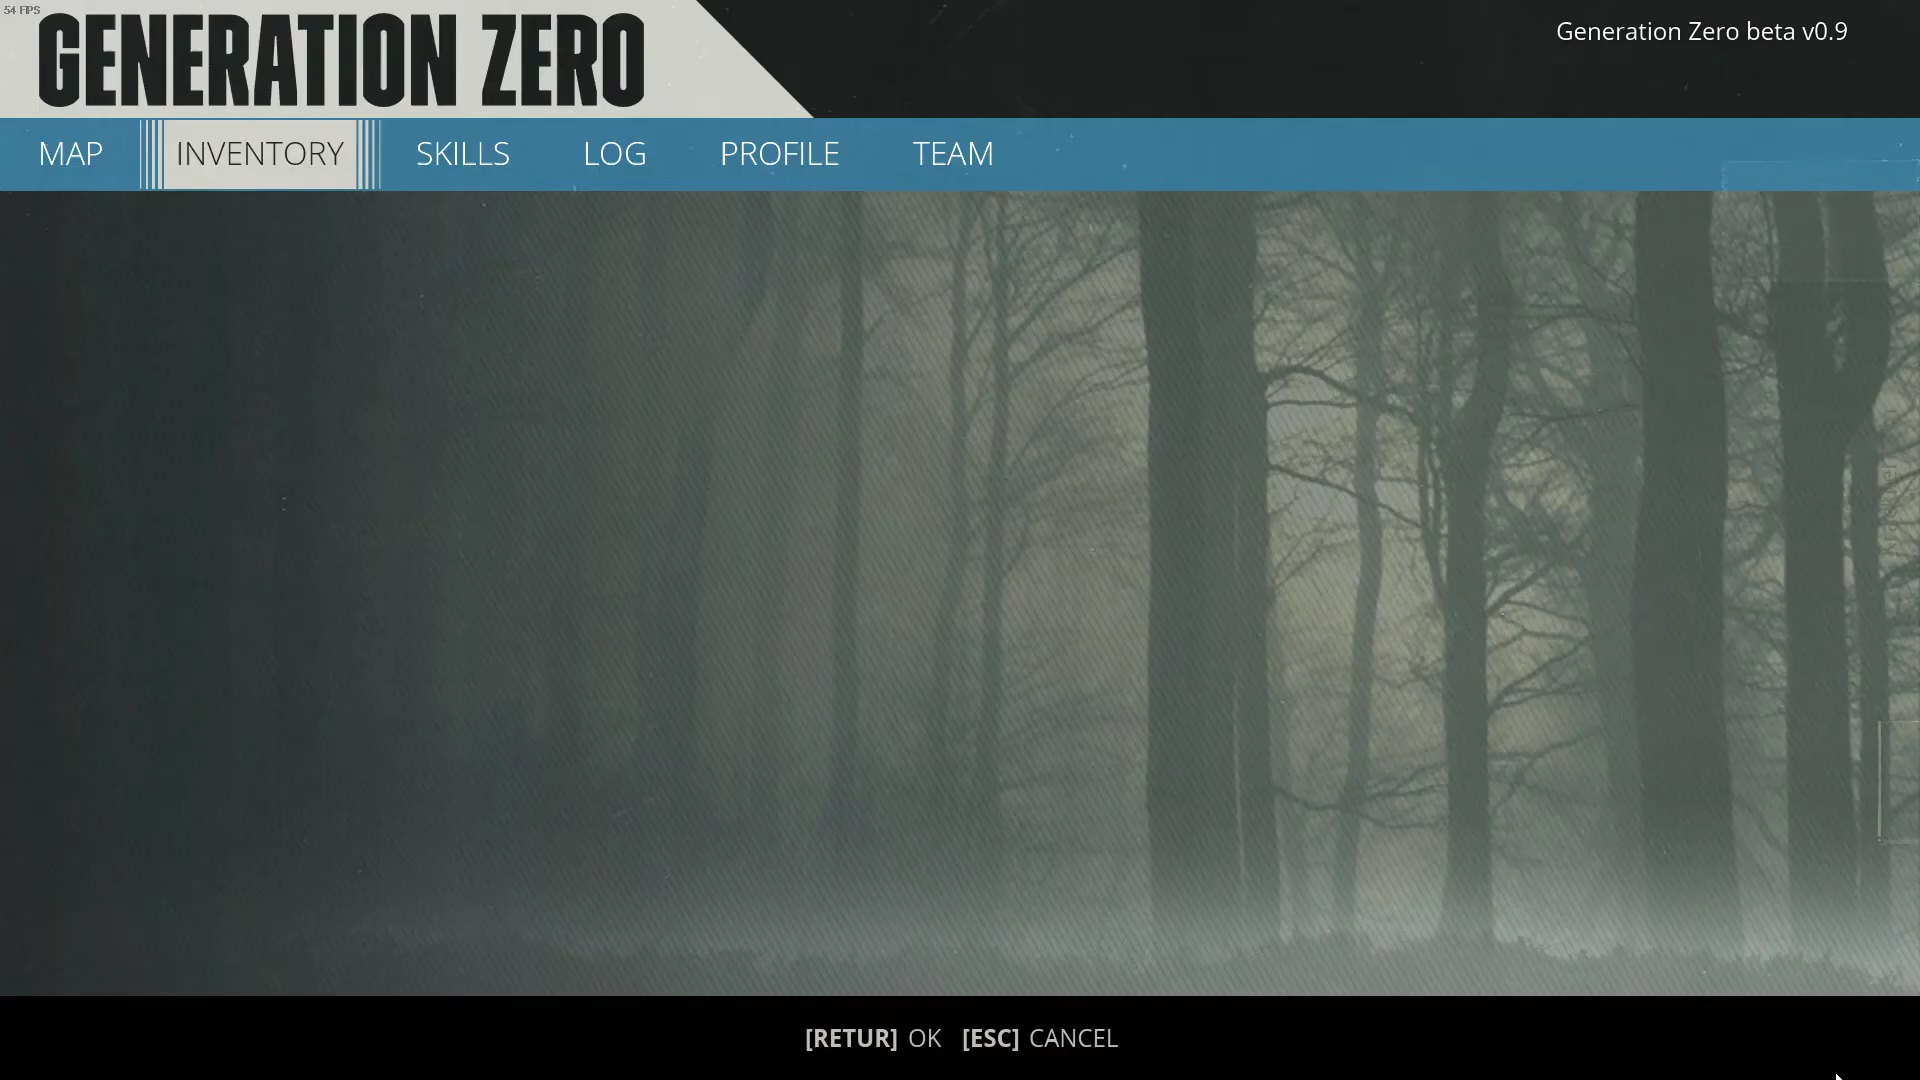 54 FPS
GENERATION ZERO
Generation Zero beta v0.9
MAP INVENTORY SKILLS LOG PROFILE TEAM
[RETUR] OK [ESC] CANCEL